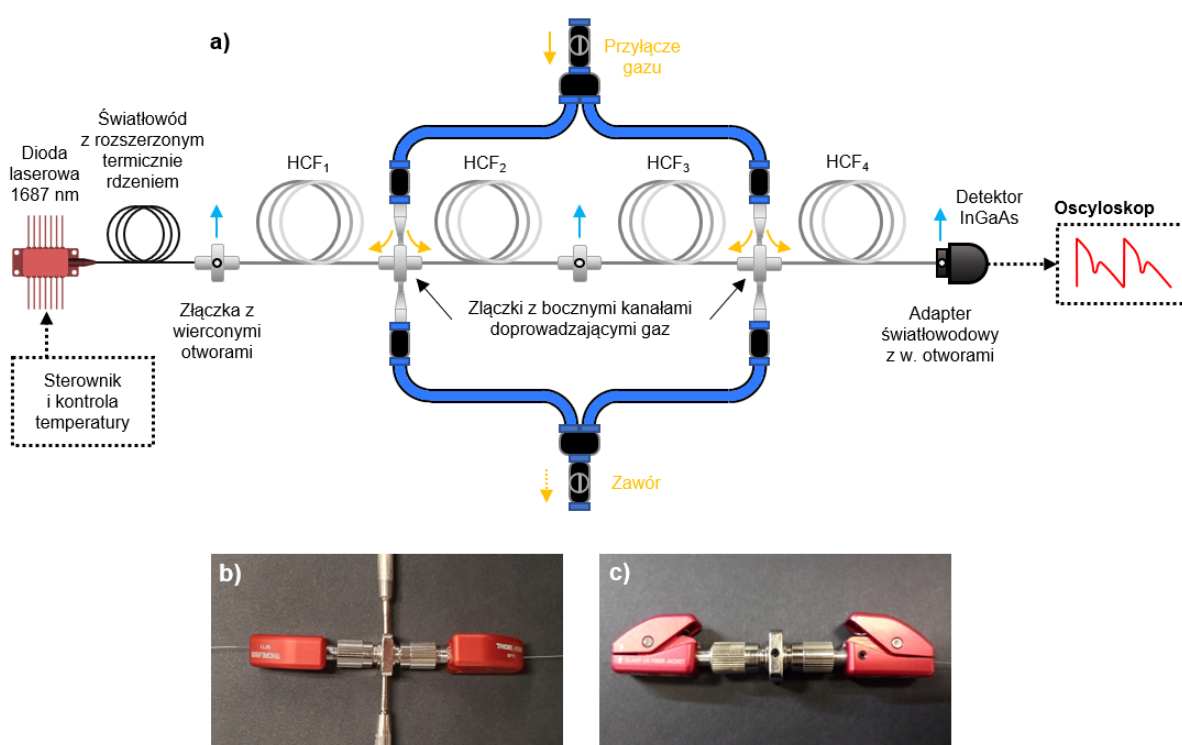 a)
Przyłącze
gazu
Światłowód
z rozszerzonym
termicznie
rdzeniem
Dioda
laserowa
1687 nm
HCF₁
HCF₂
HCF₃
HCF₄
Detektor
InGaAs
Oscyloskop
Złączka z
wierconymi
otworami
Złączki z bocznymi kanałami
doprowadzającymi gaz
Adapter
światłowodowy
z w. otworami
Sterownik
i kontrola
temperatury
Zawór
b)
c)